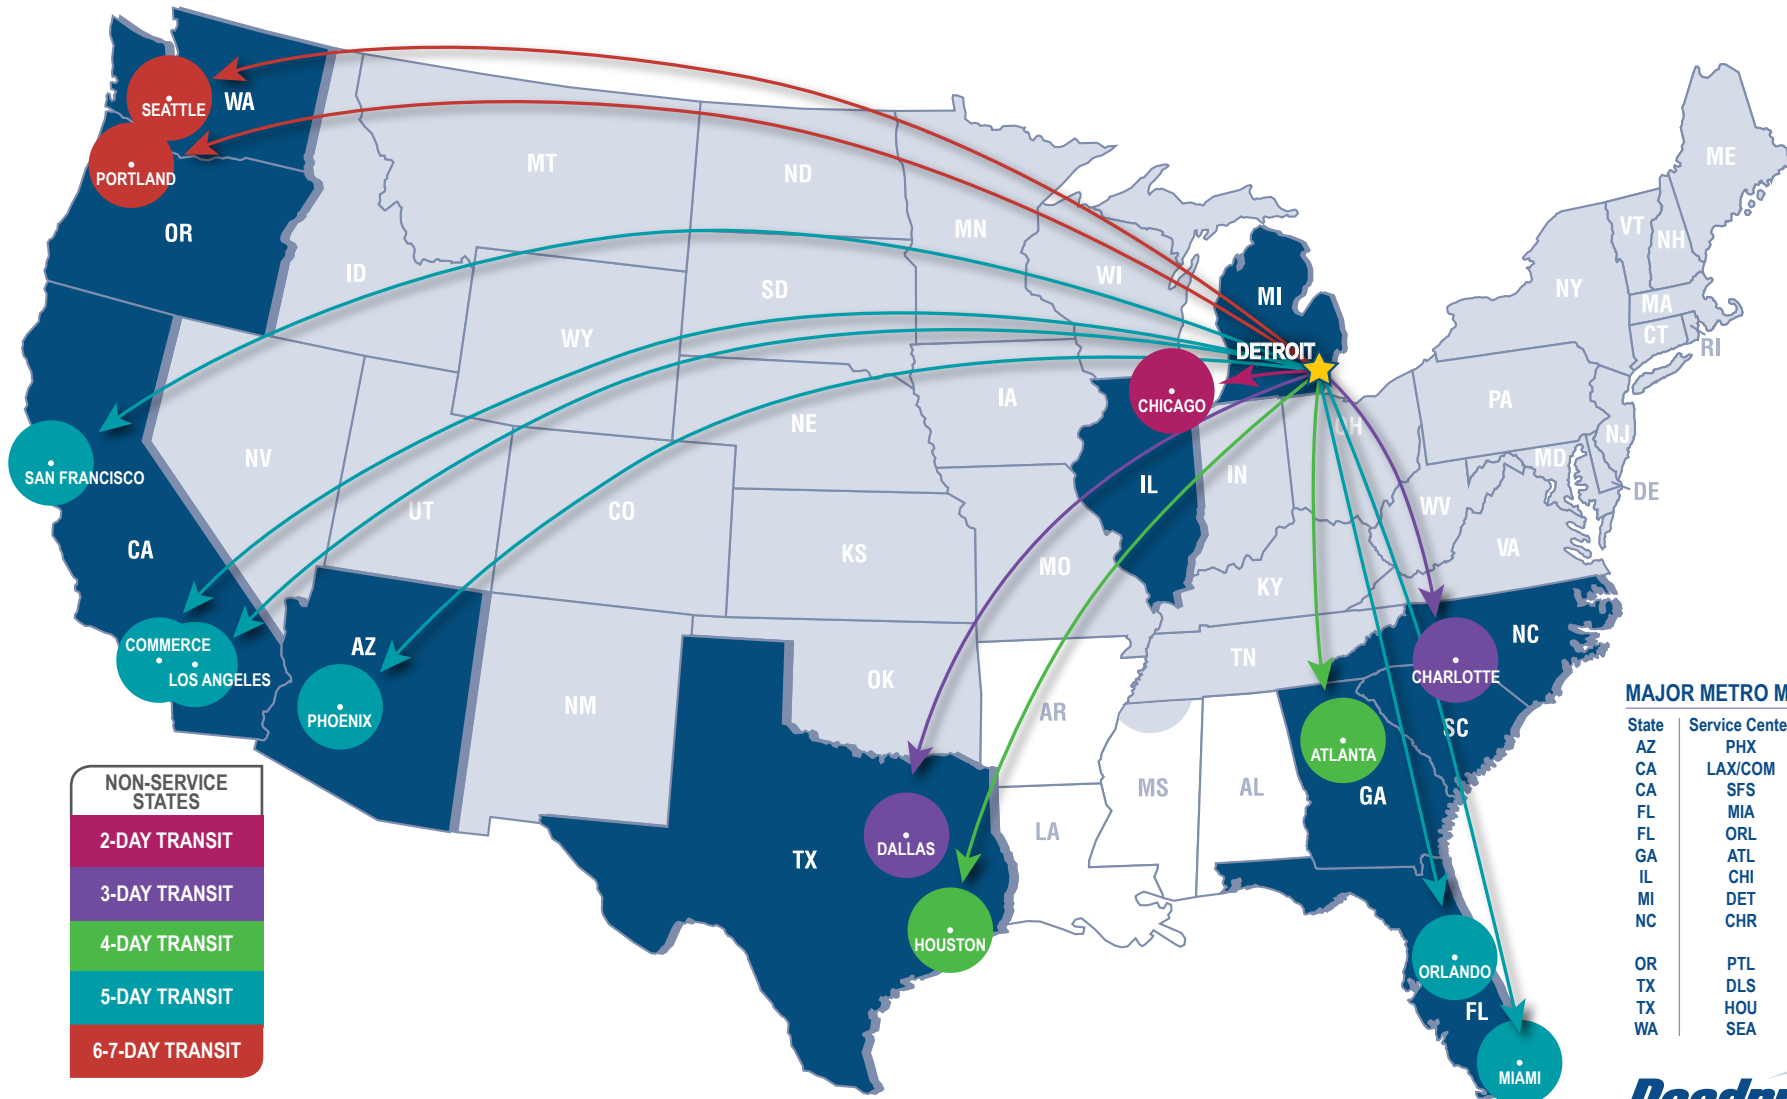 SEATTLE
WA
PORTLAND
OR
MT
ND
MN
ID
WY
SD
WI
MI
DETROIT
ME
VT
NH
NY
MA
CT
RI
SAN FRANCISCO
NV
CA
UT
CO
NE
IA
CHICAGO
IL
IN
OH
PA
NJ
MD
DE
WV
VA
KS
MO
KY
COMMERCE
LOS ANGELES
AZ
PHOENIX
NM
OK
AR
TN
NC
CHARLOTTE
SC
ATLANTA
GA
MS
AL
LA
TX
DALLAS
HOUSTON
ORLANDO
FL
MIAMI
NON-SERVICE
STATES
2-DAY TRANSIT
3-DAY TRANSIT
4-DAY TRANSIT
5-DAY TRANSIT
6-7-DAY TRANSIT
MAJOR METRO M
State Service Cente
AZ PHX
CA LAX/COM
CA SFS
FL MIA
FL ORL
GA ATL
IL CHI
MI DET
NC CHR
OR PTL
TX DLS
TX HOU
WA SEA